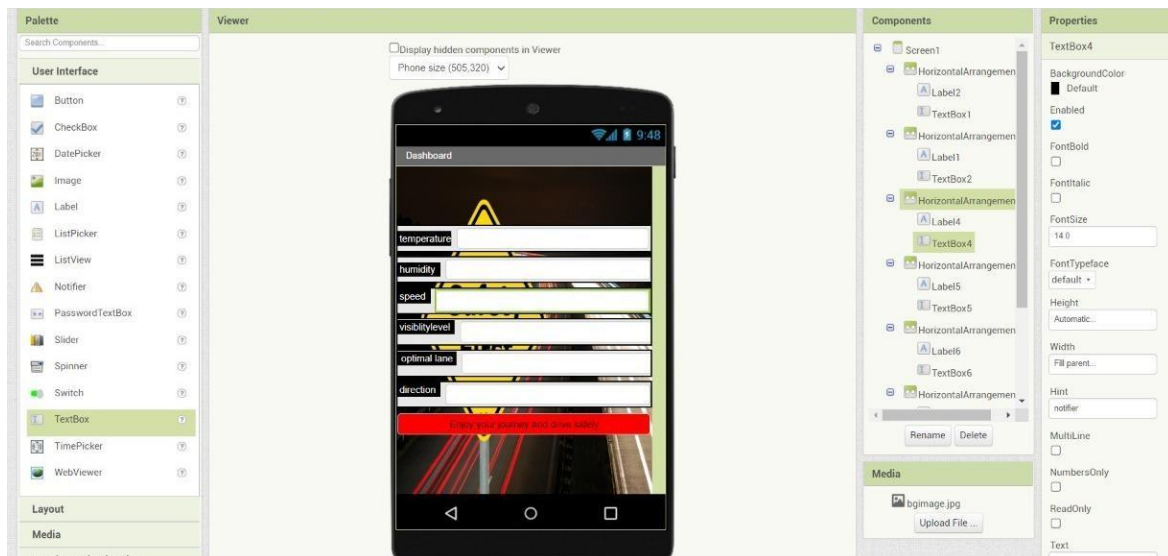 Palette
Search Components...
User Interface
Button
CheckBox
DatePicker
Image
Label
ListPicker
ListView
Notifier
PasswordTextBox
Slider
Spinner
Switch
TextBox
TimePicker
WebViewer
Layout
Media
Viewer
Display hidden components in Viewer
Phone size (505,320)
9:48
Dashboard
temperature
humidity
speed
visiblitylevel
optimal lane
direction
Enjoy your journey and drive safely
Components
Screen1
HorizontalArrangemen
Label2
TextBox1
HorizontalArrangemen
Label1
TextBox2
HorizontalArrangemen
Label4
TextBox4
HorizontalArrangemen
Label5
TextBox5
HorizontalArrangemen
Label6
TextBox6
HorizontalArrangemen
Rename Delete
Media
bgimage.jpg
Upload File ...
Properties
TextBox4
BackgroundColor
Default
Enabled
FontBold
FontItalic
FontSize
14.0
FontTypeface
default
Height
Automatic...
Width
Fill parent...
Hint
notifier
MultiLine
NumbersOnly
ReadOnly
Text